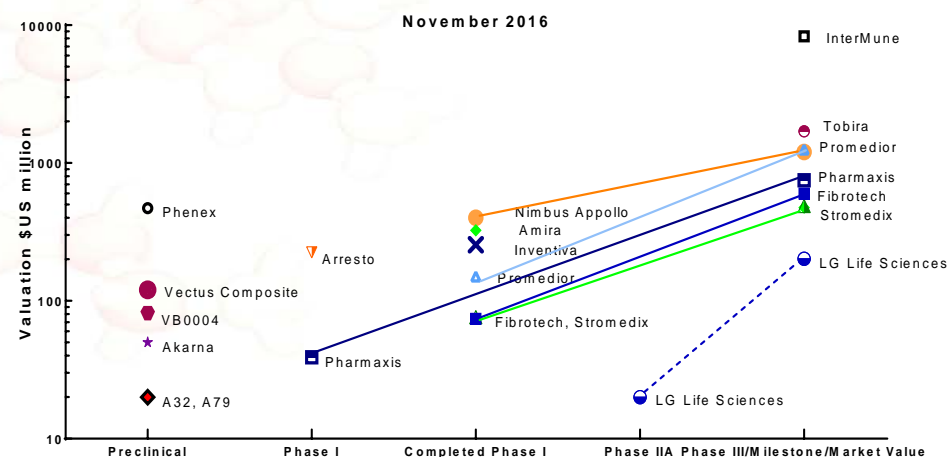 November 2016
10000
InterMune
Tobira
Promedior
1000
Pharmaxis
Fibrotech
Stromedix
Phenex
Nimbus Appollo
Amira
Inventiva
Arresto
LG Life Sciences
Promedior
Vectus Composite
100
VB0004
Fibrotech, Stromedix
Akarna
Pharmaxis
A32, A79
LG Life Sciences
10
Valuation $US million
Preclinical
Phase I
Completed Phase I
Phase IIA
Phase III/Milestone/Market Value